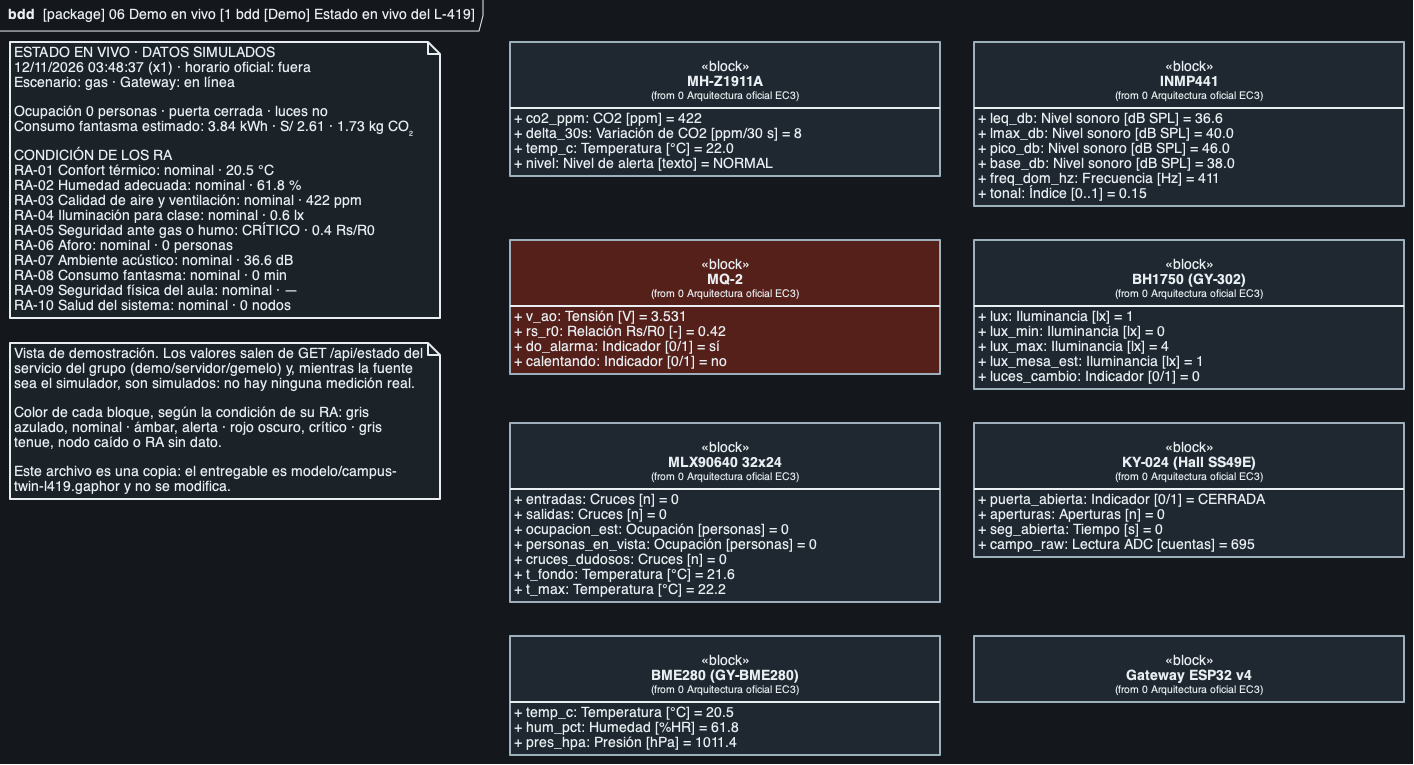 bdd [package] 06 Demo en vivo [1 bdd [Demo] Estado en vivo del L-419]
ESTADO EN VIVO · DATOS SIMULADOS
12/11/2026 03:48:37 (x1) · horario oficial: fuera
Escenario: gas · Gateway: en línea
Ocupación 0 personas · puerta cerrada · luces no
Consumo fantasma estimado: 3.84 kWh · S/ 2.61 · 1.73 kg CO₂
CONDICIÓN DE LOS RA
RA-01 Confort térmico: nominal · 20.5 °C
RA-02 Humedad adecuada: nominal · 61.8 %
RA-03 Calidad de aire y ventilación: nominal · 422 ppm
RA-04 Iluminación para clase: nominal · 0.6 lx
RA-05 Seguridad ante gas o humo: CRÍTICO · 0.4 Rs/R0
RA-06 Aforo: nominal · 0 personas
RA-07 Ambiente acústico: nominal · 36.6 dB
RA-08 Consumo fantasma: nominal · 0 min
RA-09 Seguridad física del aula: nominal · —
RA-10 Salud del sistema: nominal · 0 nodos
Vista de demostración. Los valores salen de GET /api/estado del
servicio del grupo (demo/servidor/gemelo) y, mientras la fuente
sea el simulador, son simulados: no hay ninguna medición real.
Color de cada bloque, según la condición de su RA: gris
azulado, nominal · ámbar, alerta · rojo oscuro, crítico · gris
tenue, nodo caído o RA sin dato.
Este archivo es una copia: el entregable es modelo/campus-
twin-l419.gaphor y no se modifica.
«block»
MH-Z1911A
(from 0 Arquitectura oficial EC3)
+ co2_ppm: CO2 [ppm] = 422
+ delta_30s: Variación de CO2 [ppm/30 s] = 8
+ temp_c: Temperatura [°C] = 22.0
+ nivel: Nivel de alerta [texto] = NORMAL
«block»
INMP441
(from 0 Arquitectura oficial EC3)
+ leq_db: Nivel sonoro [dB SPL] = 36.6
+ lmax_db: Nivel sonoro [dB SPL] = 40.0
+ pico_db: Nivel sonoro [dB SPL] = 46.0
+ base_db: Nivel sonoro [dB SPL] = 38.0
+ freq_dom_hz: Frecuencia [Hz] = 411
+ tonal: Índice [0..1] = 0.15
«block»
MQ-2
(from 0 Arquitectura oficial EC3)
+ v_ao: Tensión [V] = 3.531
+ rs_r0: Relación Rs/R0 [-] = 0.42
+ do_alarma: Indicador [0/1] = sí
+ calentando: Indicador [0/1] = no
«block»
BH1750 (GY-302)
(from 0 Arquitectura oficial EC3)
+ lux: Iluminancia [lx] = 1
+ lux_min: Iluminancia [lx] = 0
+ lux_max: Iluminancia [lx] = 4
+ lux_mesa_est: Iluminancia [lx] = 1
+ luces_cambio: Indicador [0/1] = 0
«block»
MLX90640 32x24
(from 0 Arquitectura oficial EC3)
+ entradas: Cruces [n] = 0
+ salidas: Cruces [n] = 0
+ ocupacion_est: Ocupación [personas] = 0
+ personas_en_vista: Ocupación [personas] = 0
+ cruces_dudosos: Cruces [n] = 0
+ t_fondo: Temperatura [°C] = 21.6
+ t_max: Temperatura [°C] = 22.2
«block»
KY-024 (Hall SS49E)
(from 0 Arquitectura oficial EC3)
+ puerta_abierta: Indicador [0/1] = CERRADA
+ aperturas: Aperturas [n] = 0
+ seg_abierta: Tiempo [s] = 0
+ campo_raw: Lectura ADC [cuentas] = 695
«block»
BME280 (GY-BME280)
(from 0 Arquitectura oficial EC3)
+ temp_c: Temperatura [°C] = 20.5
+ hum_pct: Humedad [%HR] = 61.8
+ pres_hpa: Presión [hPa] = 1011.4
«block»
Gateway ESP32 v4
(from 0 Arquitectura oficial EC3)